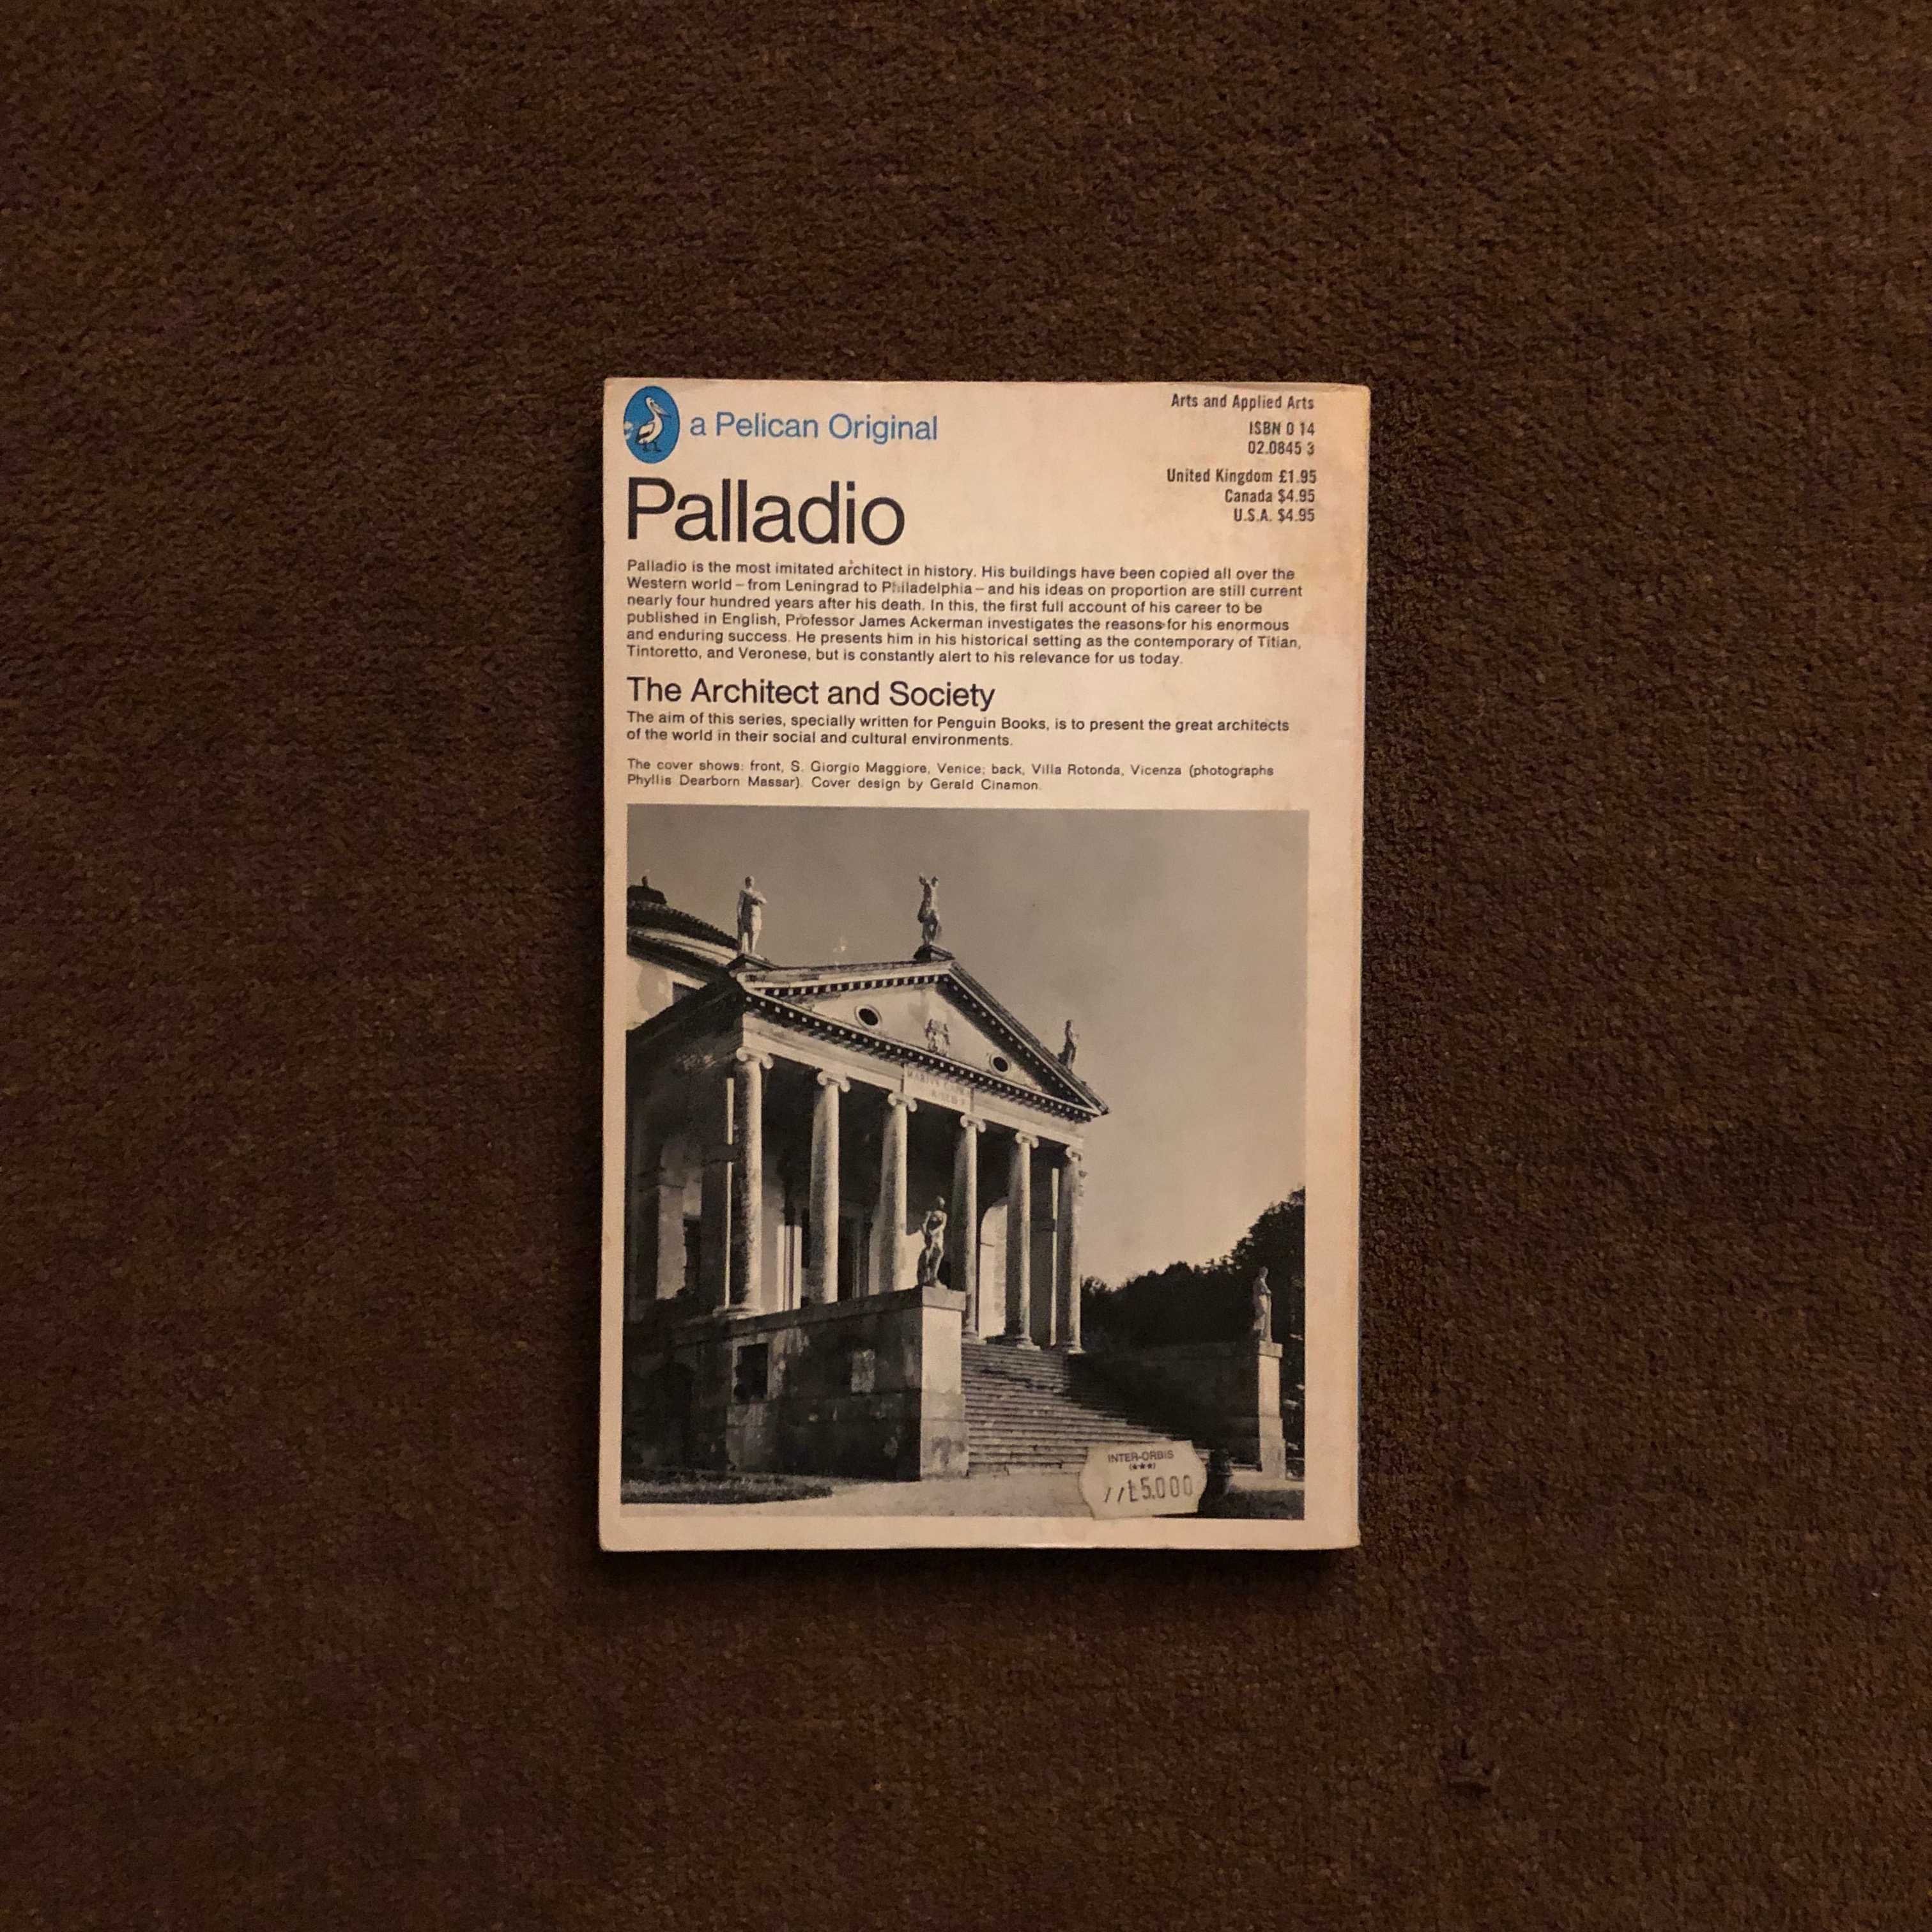 a Pelican Original
Arts and Applied Arts
ISBN 0 14
02.0845 3
United Kingdom £1.95
Canada $4.95
U.S.A. $4.95
Palladio
Palladio is the most imitated architect in history. His buildings have been copied all over the
Western world – from Leningrad to Philadelphia – and his ideas on proportion are still current
nearly four hundred years after his death. In this, the first full account of his career to be
published in English, Professor James Ackerman investigates the reasons for his enormous
and enduring success. He presents him in his historical setting as the contemporary of Titian,
Tintoretto, and Veronese, but is constantly alert to his relevance for us today.
The Architect and Society
The aim of this series, specially written for Penguin Books, is to present the great architects
of the world in their social and cultural environments.
The cover shows: front, S. Giorgio Maggiore, Venice; back, Villa Rotonda, Vicenza (photographs
Phyllis Dearborn Massar). Cover design by Gerald Cinamon.
INTER-ORBIS
(★★★)
//L5.000